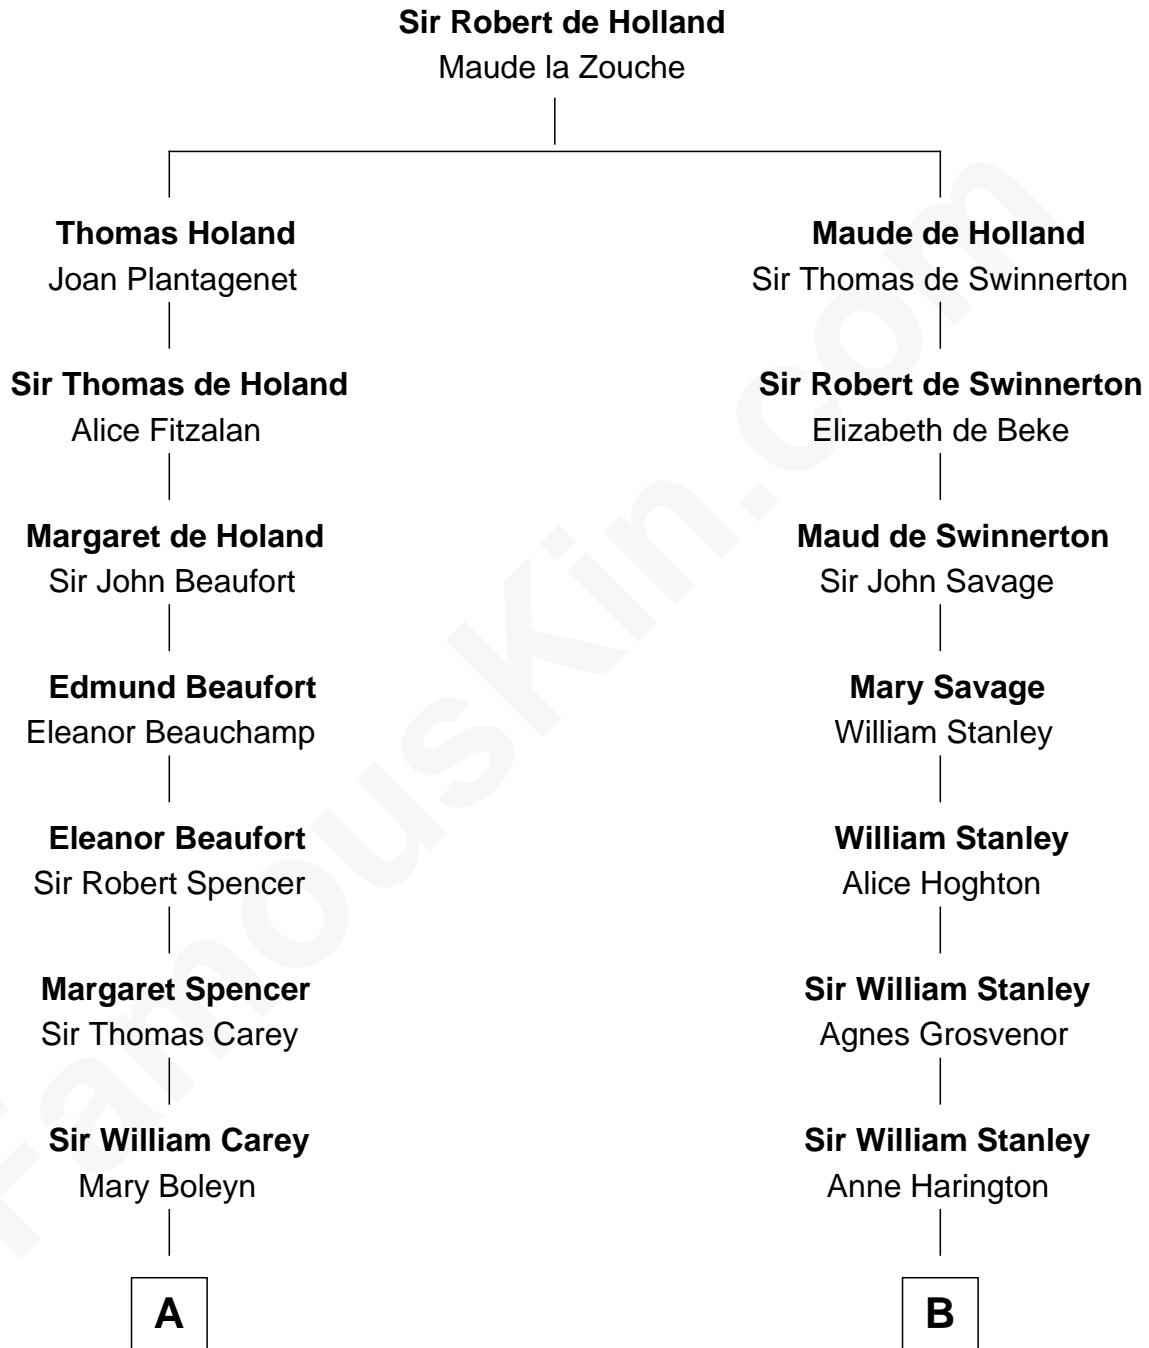 Sir Robert de Holland
Maude la Zouche
Thomas Holand
Joan Plantagenet
Sir Thomas de Holand
Alice Fitzalan
Margaret de Holand
Sir John Beaufort
Edmund Beaufort
Eleanor Beauchamp
Eleanor Beaufort
Sir Robert Spencer
Margaret Spencer
Sir Thomas Carey
Sir William Carey
Mary Boleyn
A
Maude de Holland
Sir Thomas de Swinnerton
Sir Robert de Swinnerton
Elizabeth de Beke
Maud de Swinnerton
Sir John Savage
Mary Savage
William Stanley
William Stanley
Alice Hoghton
Sir William Stanley
Agnes Grosvenor
Sir William Stanley
Anne Harington
B
FamousKin.com